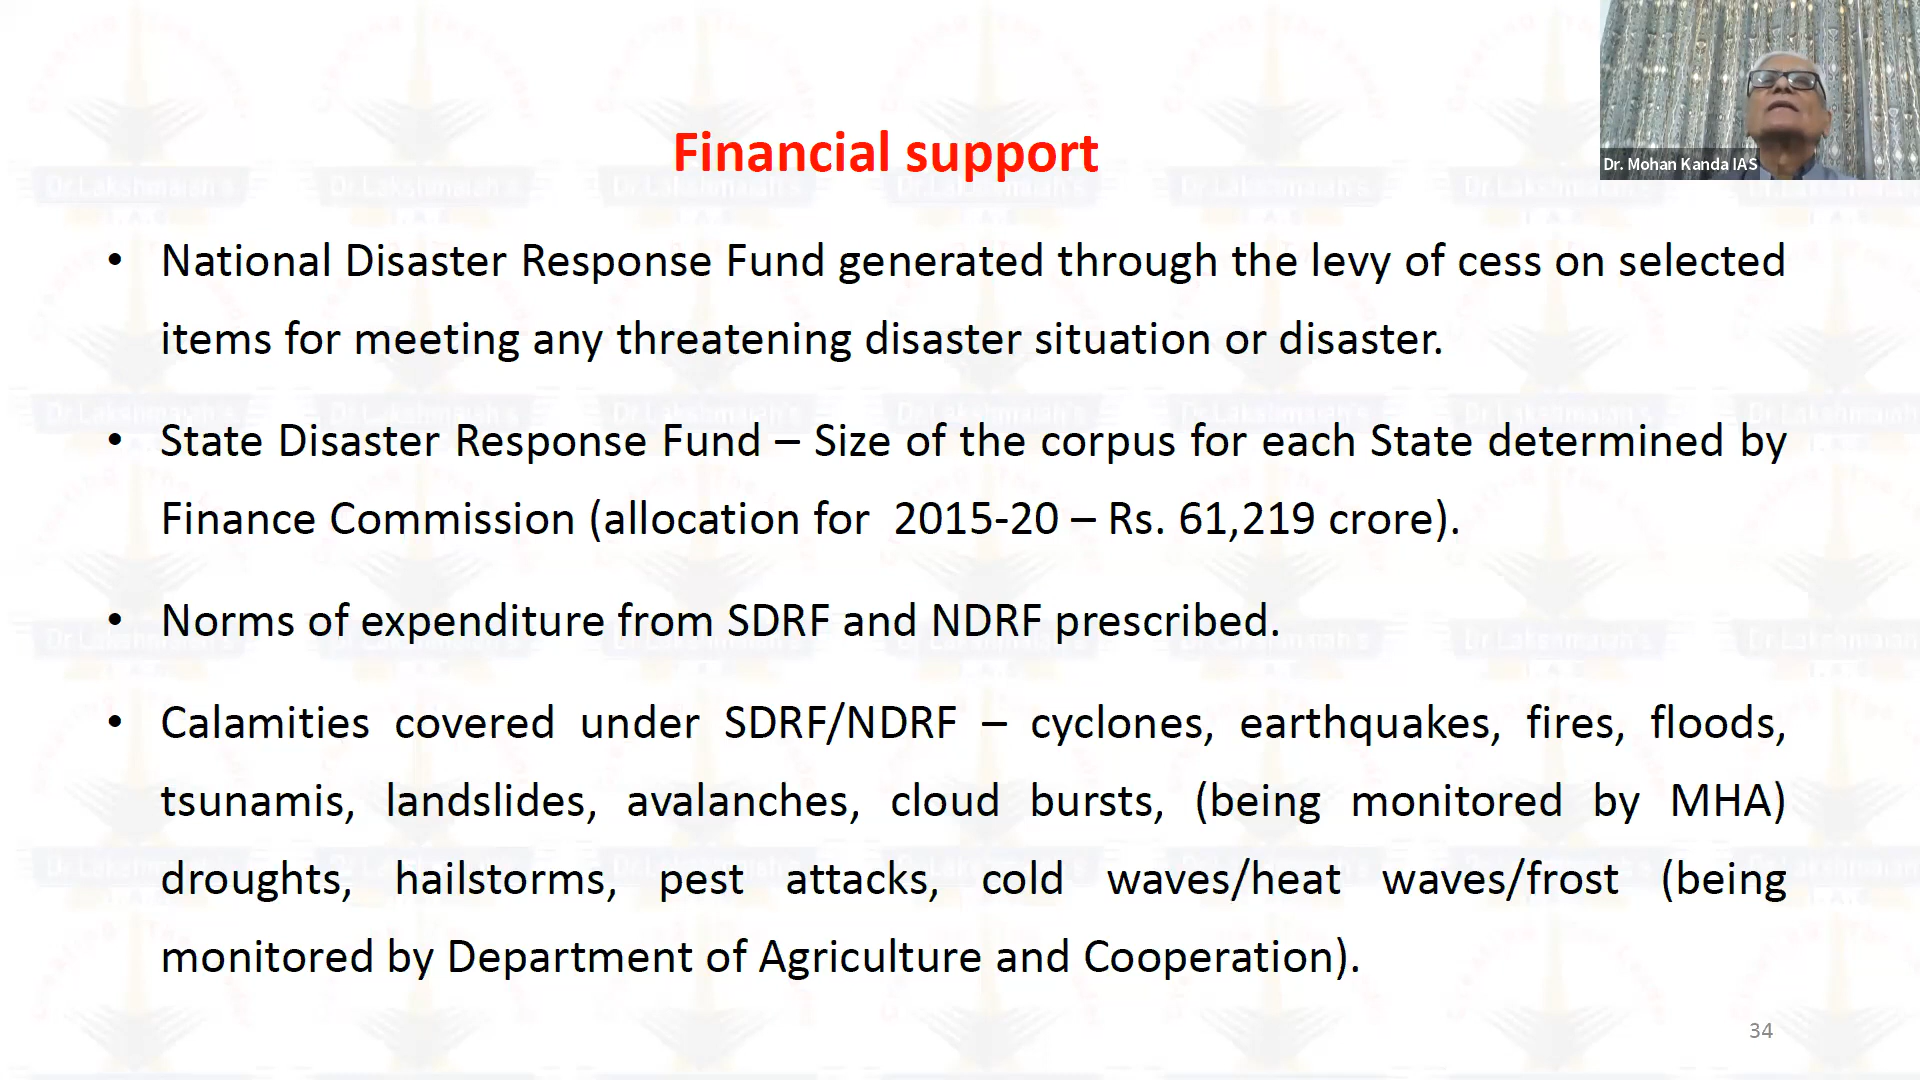 Financial support
Dr. Mohan Kanda IAS
• National Disaster Response Fund generated through the levy of cess on selected
items for meeting any threatening disaster situation or disaster.
• State Disaster Response Fund – Size of the corpus for each State determined by
Finance Commission (allocation for 2015-20 – Rs. 61,219 crore).
• Norms of expenditure from SDRF and NDRF prescribed.
• Calamities covered under SDRF/NDRF – cyclones, earthquakes, fires, floods,
tsunamis, landslides, avalanches, cloud bursts, (being monitored by MHA)
droughts, hailstorms, pest attacks, cold waves/heat waves/frost (being
monitored by Department of Agriculture and Cooperation).
34